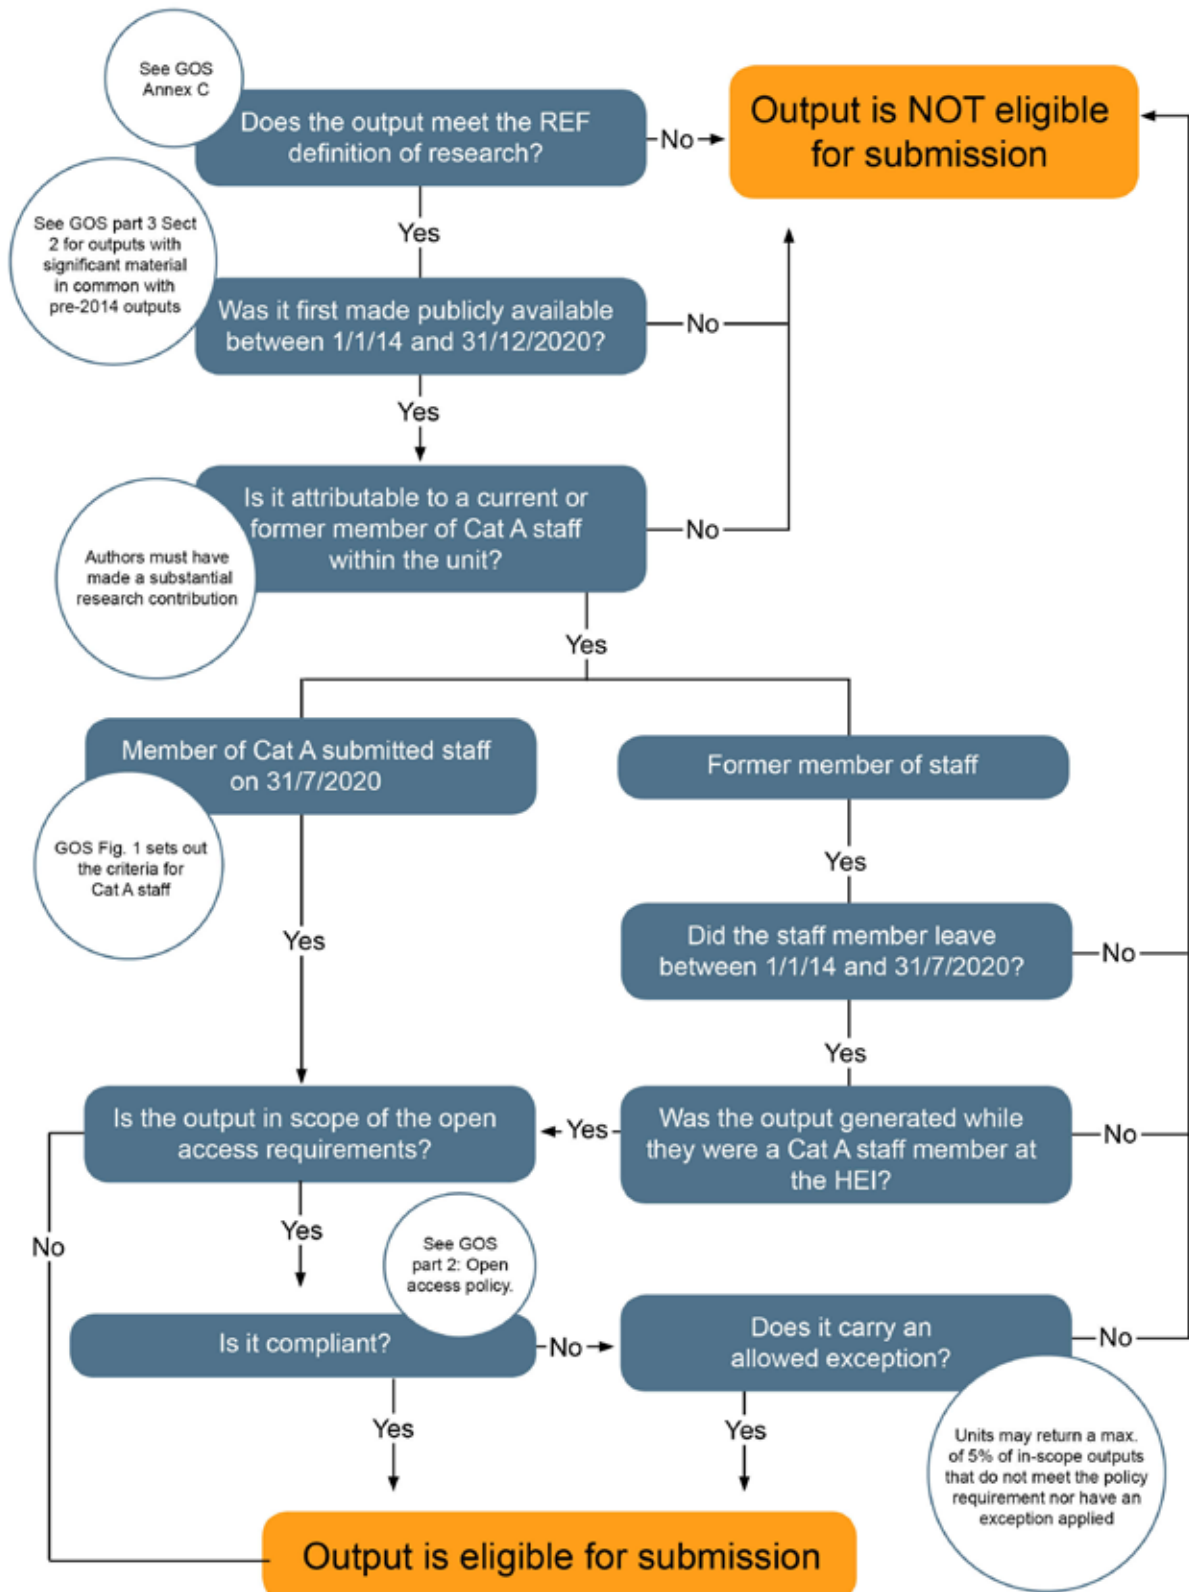 See GOS
Annex C
Does the output meet the REF
definition of research?
No
Output is NOT eligible
for submission
Yes
See GOS part 3 Sect
2 for outputs with
significant material
in common with
pre-2014 outputs
Was it first made publicly available
between 1/1/14 and 31/12/2020?
No
Yes
Is it attributable to a current or
former member of Cat A staff
within the unit?
No
Authors must have
made a substantial
research contribution
Yes
Member of Cat A submitted staff
on 31/7/2020
Former member of staff
GOS Fig. 1 sets out
the criteria for
Cat A staff
Yes
Yes
Did the staff member leave
between 1/1/14 and 31/7/2020?
No
Yes
Is the output in scope of the open
access requirements?
Yes
Was the output generated while
they were a Cat A staff member at
the HEI?
No
Yes
No
See GOS
part 2: Open
access policy.
Is it compliant?
No
Does it carry an
allowed exception?
No
Yes
Yes
Units may return a max.
of 5% of in-scope outputs
that do not meet the policy
requirement nor have an
exception applied
Output is eligible for submission